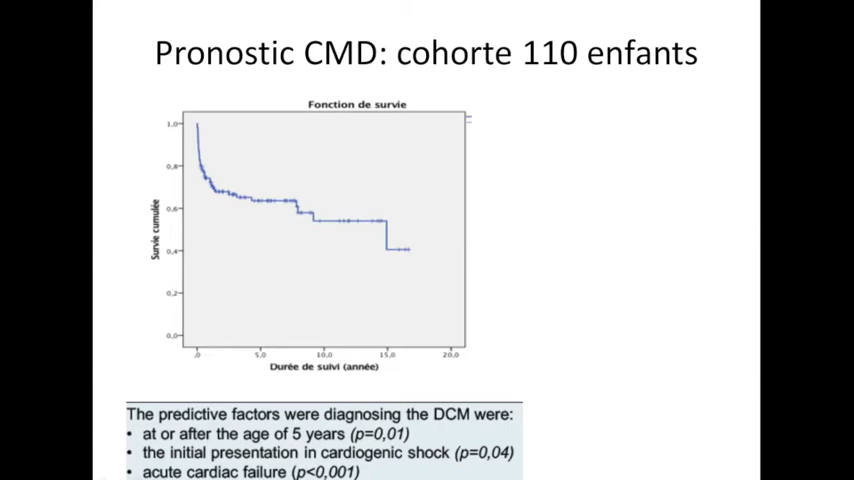 Pronostic CMD: cohorte 110 enfants
Fonction de survie
1,0
0,8
0,6
0,4
0,2
0,0
Survie cumulée
,0 5,0 10,0 15,0 20,0
Durée de suivi (année)
The predictive factors were diagnosing the DCM were:
• at or after the age of 5 years (p=0,01)
• the initial presentation in cardiogenic shock (p=0,04)
• acute cardiac failure (p<0,001)